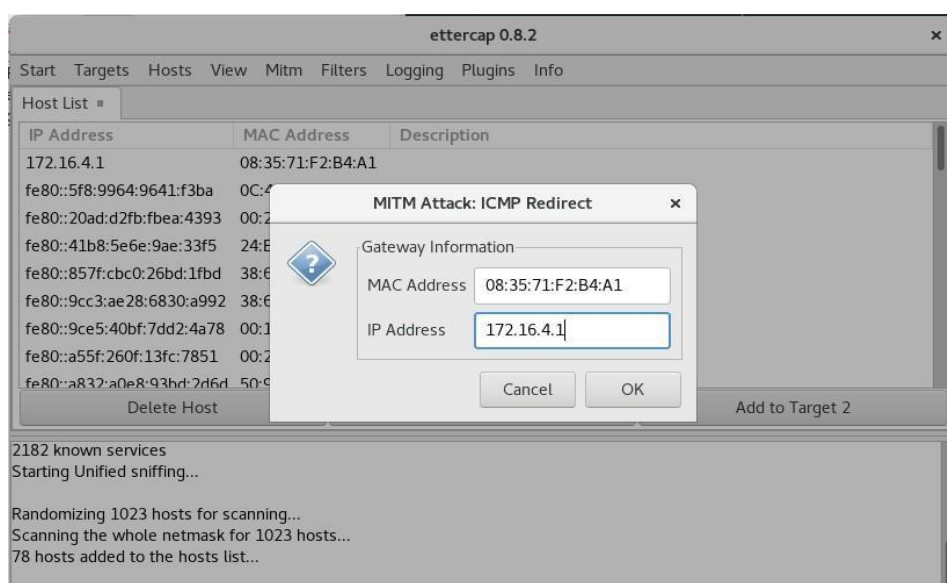 ettercap 0.8.2
Start Targets Hosts View Mitm Filters Logging Plugins Info
Host List
IP Address MAC Address Description
172.16.4.1 08:35:71:F2:B4:A1
fe80::5f8:9964:9641:f3ba
fe80::20ad:d2fb:fbea:4393
fe80::41b8:5e6e:9ae:33f5
fe80::857f:cbc0:26bd:1fbd
fe80::9cc3:ae28:6830:a992
fe80::9ce5:40bf:7dd2:4a78
fe80::a55f:260f:13fc:7851
fe80::a832:a0e8:93bd:2d6d
MITM Attack: ICMP Redirect
Gateway Information
MAC Address 08:35:71:F2:B4:A1
IP Address 172.16.4.1
Cancel OK
Delete Host Add to Target 2
2182 known services
Starting Unified sniffing...
Randomizing 1023 hosts for scanning...
Scanning the whole netmask for 1023 hosts...
78 hosts added to the hosts list...